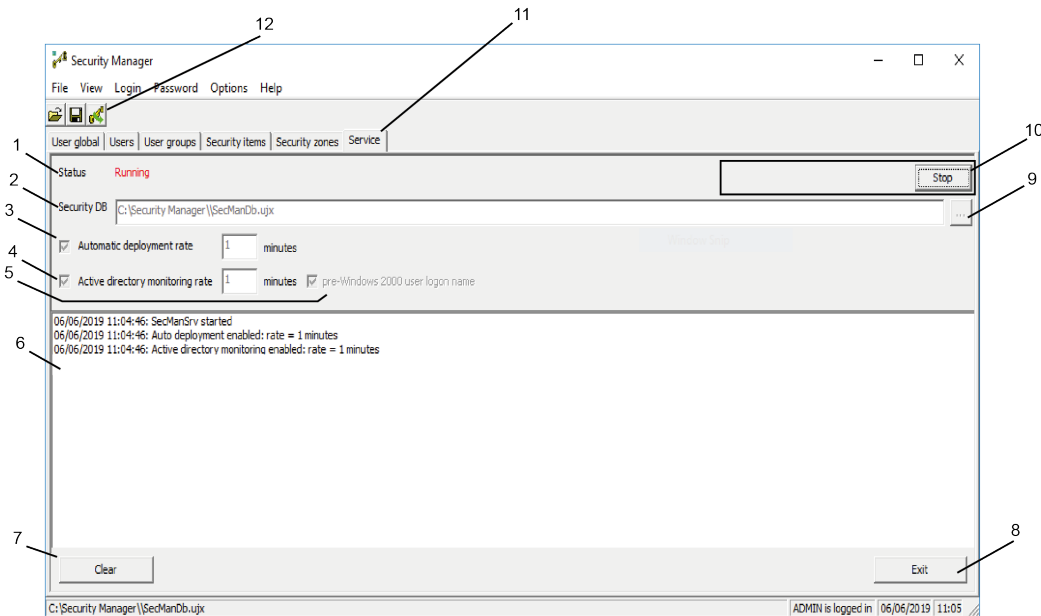 11
12
Security Manager
File View Login Password Options Help
User global Users User groups Security items Security zones Service
10
1
Status Running
Stop
2
9
Security DB C:\Security Manager\\SecManDb.ujx ...
3
Automatic deployment rate 1 minutes
4
Active directory monitoring rate 1 minutes pre-Windows 2000 user logon name
5
06/06/2019 11:04:46: SecManSrv started
06/06/2019 11:04:46: Auto deployment enabled: rate = 1 minutes
06/06/2019 11:04:46: Active directory monitoring enabled: rate = 1 minutes
6
7
8
Clear Exit
C:\Security Manager\\SecManDb.ujx ADMIN is logged in 06/06/2019 11:05